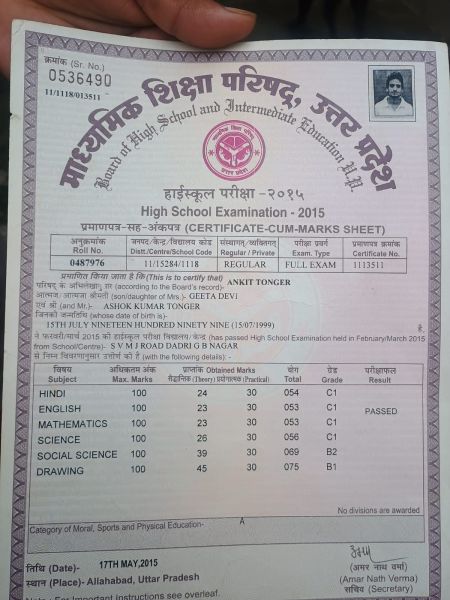 क्रमांक (Sr. No.)
0536490
11/1118/013511
माध्यमिक शिक्षा परिषद, उत्तर प्रदेश
Board of High School and Intermediate Education U.P.
हाईस्कूल परीक्षा -२०१५
High School Examination - 2015
प्रमाणपत्र-सह-अंकपत्र (CERTIFICATE-CUM-MARKS SHEET)
अनुक्रमांक जनपद/केन्द्र/विद्यालय कोड संस्थागत/व्यक्तिगत परीक्षा प्रवर्ग प्रमाणपत्र क्रमांक
Roll No. Distt./Centre/School Code Regular / Private Exam. Type Certificate No.
0487976 11/15284/1118 REGULAR FULL EXAM 1113511
प्रमाणित किया जाता है कि (This is to certify that) ANKIT TONGER
परिषद के अभिलेखानुसार (according to the Board's record)-
आत्मज/आत्मजा श्रीमती (son/daughter of Mrs.)- GEETA DEVI
एवं श्री (and Mr.)- ASHOK KUMAR TONGER
जिनकी जन्मतिथि (whose date of birth is)-
15TH JULY NINETEEN HUNDRED NINETY NINE (15/07/1999) है,
ने फरवरी/मार्च 2015 की हाईस्कूल परीक्षा विद्यालय/केन्द्र (has passed High School Examination held in February/March 2015
from School/Centre)- S V M J ROAD DADRI G B NAGAR
से निम्न विवरणानुसार उत्तीर्ण की है (with the following details) :-
विषय अधिकतम अंक प्राप्तांक Obtained Marks योग ग्रेड परीक्षाफल
Subject Max. Marks सैद्धान्तिक (Theory) प्रयोगात्मक (Practical) Total Grade Result
HINDI 100 24 30 054 C1
ENGLISH 100 23 30 053 C1 PASSED
MATHEMATICS 100 23 30 053 C1
SCIENCE 100 26 30 056 C1
SOCIAL SCIENCE 100 39 30 069 B2
DRAWING 100 45 30 075 B1
No divisions are awarded
Category of Moral, Sports and Physical Education- A
तिथि (Date)- 17TH MAY,2015
(अमर नाथ वर्मा)
स्थान (Place)- Allahabad, Uttar Pradesh
(Amar Nath Verma)
सचिव (Secretary)
Note : For Important Instructions see overleaf.